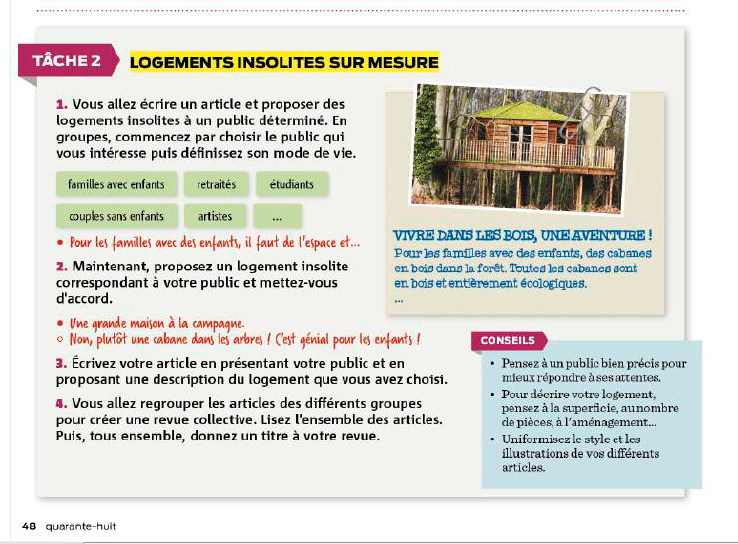 TÂCHE 2
LOGEMENTS INSOLITES SUR MESURE
1. Vous allez écrire un article et proposer des
logements insolites à un public déterminé. En
groupes, commencez par choisir le public qui
vous intéresse puis définissez son mode de vie.
familles avec enfants
retraités
étudiants
couples sans enfants
artistes
...
• Pour les familles avec des enfants, il faut de l'espace et...
2. Maintenant, proposez un logement insolite
correspondant à votre public et mettez-vous
d'accord.
• Une grande maison à la campagne.
○ Non, plutôt une cabane dans les arbres ! C'est génial pour les enfants !
3. Écrivez votre article en présentant votre public et en
proposant une description du logement que vous avez choisi.
4. Vous allez regrouper les articles des différents groupes
pour créer une revue collective. Lisez l'ensemble des articles.
Puis, tous ensemble, donnez un titre à votre revue.
VIVRE DANS LES BOIS, UNE AVENTURE !
Pour les familles avec des enfants, des cabanes
en bois dans la forêt. Toutes les cabanes sont
en bois et entièrement écologiques.
...
CONSEILS
• Pensez à un public bien précis pour
mieux répondre à ses attentes.
• Pour décrire votre logement,
pensez à la superficie, au nombre
de pièces, à l'aménagement...
• Uniformisez le style et les
illustrations de vos différents
articles.
48 quarante-huit